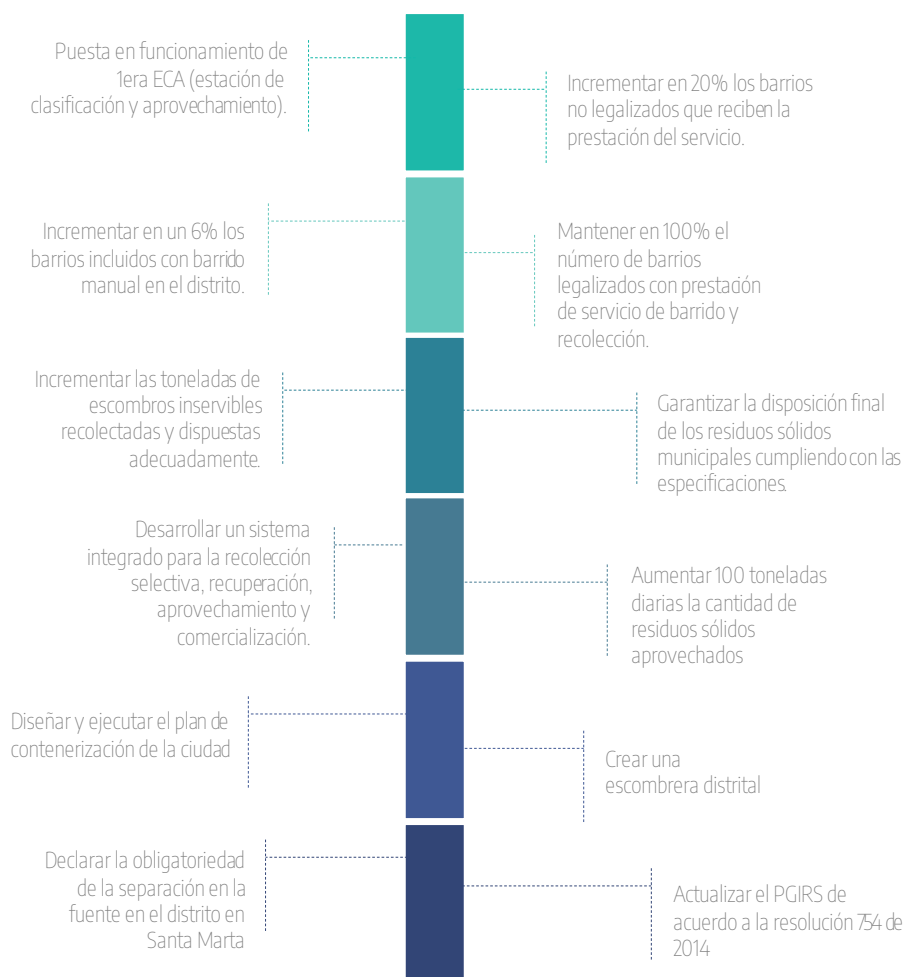 Puesta en funcionamiento de
1era ECA (estación de
clasificación y aprovechamiento).
Incrementar en 20% los barrios
no legalizados que reciben la
prestación del servicio.
Incrementar en un 6% los
barrios incluidos con barrido
manual en el distrito.
Mantener en 100% el
número de barrios
legalizados con prestación
de servicio de barrido y
recolección.
Incrementar las toneladas de
escombros inservibles
recolectadas y dispuestas
adecuadamente.
Garantizar la disposición final
de los residuos sólidos
municipales cumpliendo con las
especificaciones.
Desarrollar un sistema
integrado para la recolección
selectiva, recuperación,
aprovechamiento y
comercialización.
Aumentar 100 toneladas
diarias la cantidad de
residuos sólidos
aprovechados
Diseñar y ejecutar el plan de
contenerización de la ciudad
Crear una
escombrera distrital
Declarar la obligatoriedad
de la separación en la
fuente en el distrito en
Santa Marta
Actualizar el PGIRS de
acuerdo a la resolución 754 de
2014